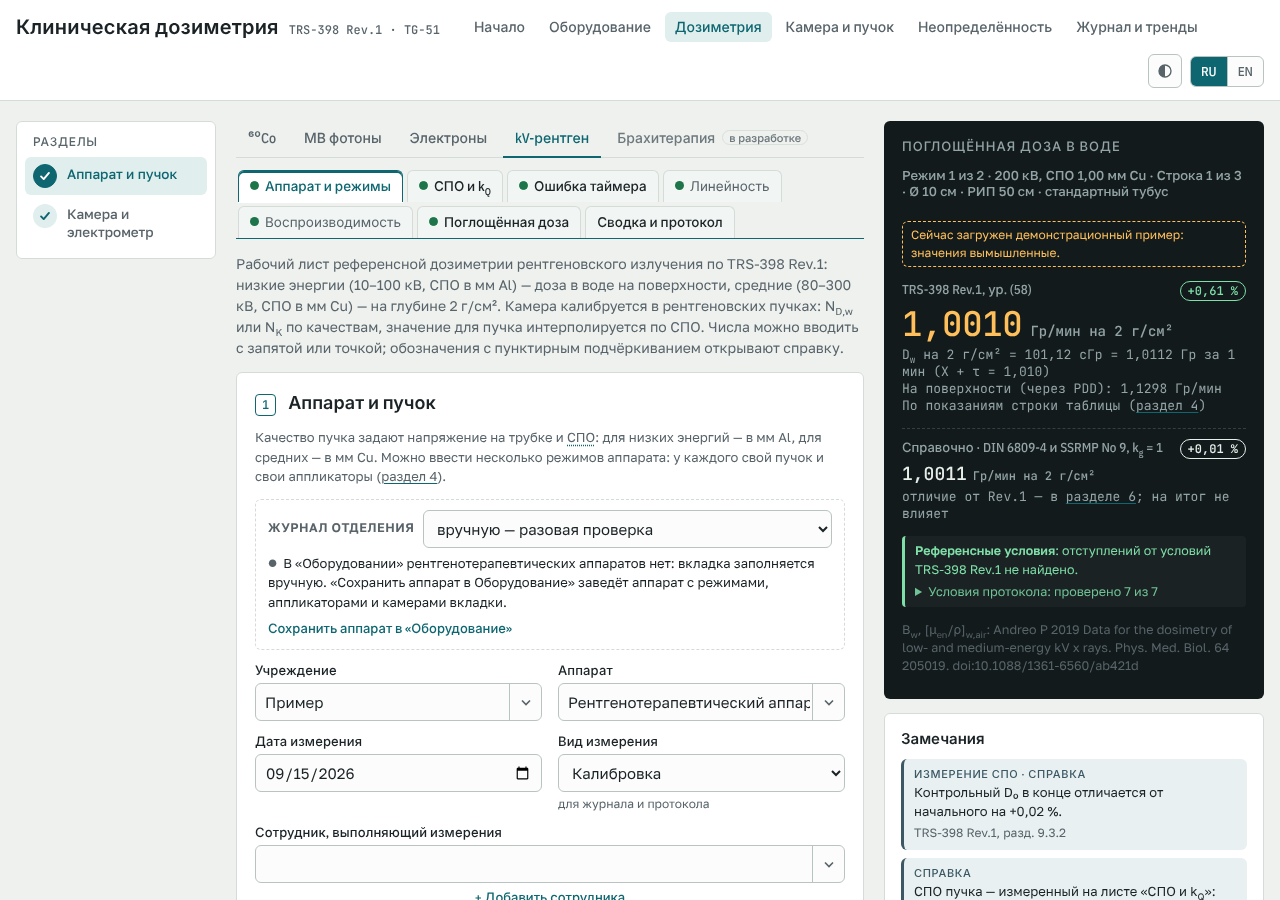 Клиническая дозиметрия TRS-398 Rev.1 · TG-51 Начало Оборудование Дозиметрия Камера и пучок Неопределённость Журнал и тренды
RU EN
РАЗДЕЛЫ
Аппарат и пучок
Камера и
электрометр
⁶⁰Co МВ фотоны Электроны kV-рентген Брахитерапия в разработке
Аппарат и режимы СПО и kQ Ошибка таймера Линейность
Воспроизводимость Поглощённая доза Сводка и протокол
Рабочий лист референсной дозиметрии рентгеновского излучения по TRS-398 Rev.1:
низкие энергии (10–100 кВ, СПО в мм Al) — доза в воде на поверхности, средние (80–300
кВ, СПО в мм Cu) — на глубине 2 г/см². Камера калибруется в рентгеновских пучках: ND,w
или NK по качествам, значение для пучка интерполируется по СПО. Числа можно вводить
с запятой или точкой; обозначения с пунктирным подчёркиванием открывают справку.
1 Аппарат и пучок
Качество пучка задают напряжение на трубке и СПО: для низких энергий — в мм Al, для
средних — в мм Cu. Можно ввести несколько режимов аппарата: у каждого свой пучок и
свои аппликаторы (раздел 4).
ЖУРНАЛ ОТДЕЛЕНИЯ вручную — разовая проверка
В «Оборудовании» рентгенотерапевтических аппаратов нет: вкладка заполняется
вручную. «Сохранить аппарат в Оборудование» заведёт аппарат с режимами,
аппликаторами и камерами вкладки.
Сохранить аппарат в «Оборудование»
Учреждение Аппарат
Пример Рентгенотерапевтический аппар
Дата измерения Вид измерения
09/15/2026 Калибровка
для журнала и протокола
Сотрудник, выполняющий измерения
+ Добавить сотрудника
ПОГЛОЩЁННАЯ ДОЗА В ВОДЕ
Режим 1 из 2 · 200 кВ, СПО 1,00 мм Cu · Строка 1 из 3
· Ø 10 см · РИП 50 см · стандартный тубус
Сейчас загружен демонстрационный пример:
значения вымышленные.
TRS-398 Rev.1, ур. (58) +0,61 %
1,0010 Гр/мин на 2 г/см²
Dw на 2 г/см² = 101,12 сГр = 1,0112 Гр за 1
мин (X + τ = 1,010)
На поверхности (через PDD): 1,1298 Гр/мин
По показаниям строки таблицы (раздел 4)
Справочно · DIN 6809-4 и SSRMP No 9, kg = 1 +0,01 %
1,0011 Гр/мин на 2 г/см²
отличие от Rev.1 — в разделе 6; на итог не
влияет
Референсные условия: отступлений от условий
TRS-398 Rev.1 не найдено.
Условия протокола: проверено 7 из 7
Bw, [μen/ρ]w,air: Andreo P 2019 Data for the dosimetry of
low- and medium-energy kV x rays. Phys. Med. Biol. 64
205019. doi:10.1088/1361-6560/ab421d
Замечания
ИЗМЕРЕНИЕ СПО · СПРАВКА
Контрольный D₀ в конце отличается от
начального на +0,02 %.
TRS-398 Rev.1, разд. 9.3.2
СПРАВКА
СПО пучка — измеренный на листе «СПО и kQ»: